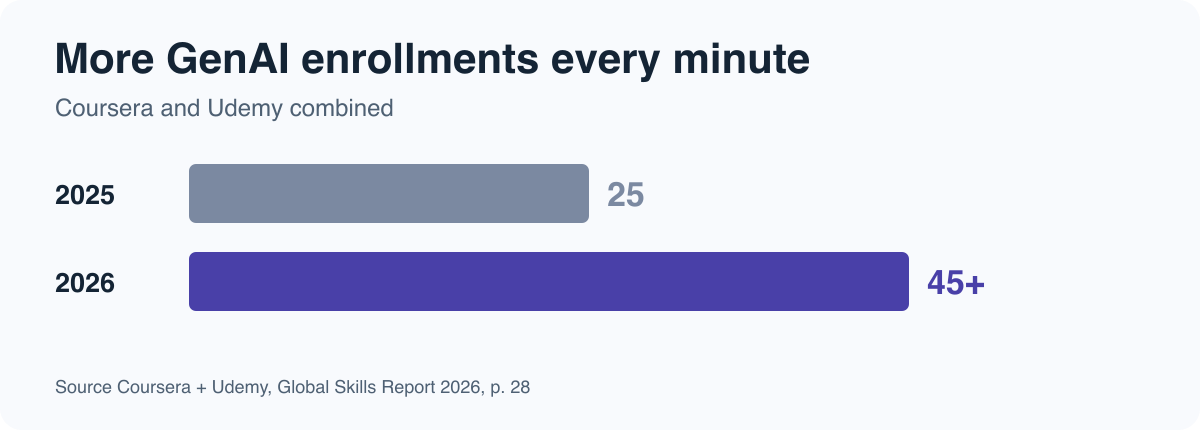 More GenAI enrollments every minute
Coursera and Udemy combined
2025 25
2026 45+
Source Coursera + Udemy, Global Skills Report 2026, p. 28